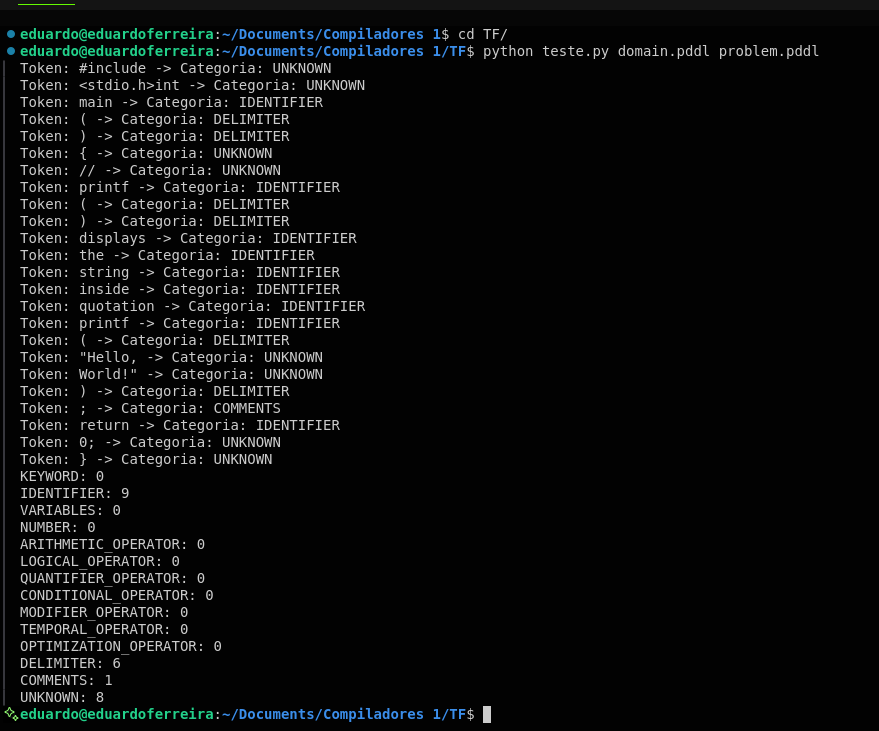 eduardo@eduardoferreira:~/Documents/Compiladores 1$ cd TF/
eduardo@eduardoferreira:~/Documents/Compiladores 1/TF$ python teste.py domain.pddl problem.pddl
Token: #include -> Categoria: UNKNOWN
Token: <stdio.h>int -> Categoria: UNKNOWN
Token: main -> Categoria: IDENTIFIER
Token: ( -> Categoria: DELIMITER
Token: ) -> Categoria: DELIMITER
Token: { -> Categoria: UNKNOWN
Token: // -> Categoria: UNKNOWN
Token: printf -> Categoria: IDENTIFIER
Token: ( -> Categoria: DELIMITER
Token: ) -> Categoria: DELIMITER
Token: displays -> Categoria: IDENTIFIER
Token: the -> Categoria: IDENTIFIER
Token: string -> Categoria: IDENTIFIER
Token: inside -> Categoria: IDENTIFIER
Token: quotation -> Categoria: IDENTIFIER
Token: printf -> Categoria: IDENTIFIER
Token: ( -> Categoria: DELIMITER
Token: "Hello, -> Categoria: UNKNOWN
Token: World!" -> Categoria: UNKNOWN
Token: ) -> Categoria: DELIMITER
Token: ; -> Categoria: COMMENTS
Token: return -> Categoria: IDENTIFIER
Token: 0; -> Categoria: UNKNOWN
Token: } -> Categoria: UNKNOWN
KEYWORD: 0
IDENTIFIER: 9
VARIABLES: 0
NUMBER: 0
ARITHMETIC_OPERATOR: 0
LOGICAL_OPERATOR: 0
QUANTIFIER_OPERATOR: 0
CONDITIONAL_OPERATOR: 0
MODIFIER_OPERATOR: 0
TEMPORAL_OPERATOR: 0
OPTIMIZATION_OPERATOR: 0
DELIMITER: 6
COMMENTS: 1
UNKNOWN: 8
eduardo@eduardoferreira:~/Documents/Compiladores 1/TF$